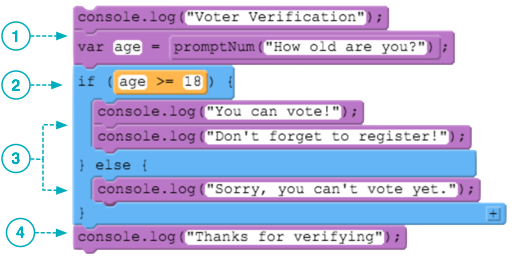 console.log("Voter Verification");
1
var age = promptNum("How old are you?");
2 if (age >= 18) {
console.log("You can vote!");
console.log("Don't forget to register!");
3
} else {
console.log("Sorry, you can't vote yet.");
} +
4 console.log("Thanks for verifying");